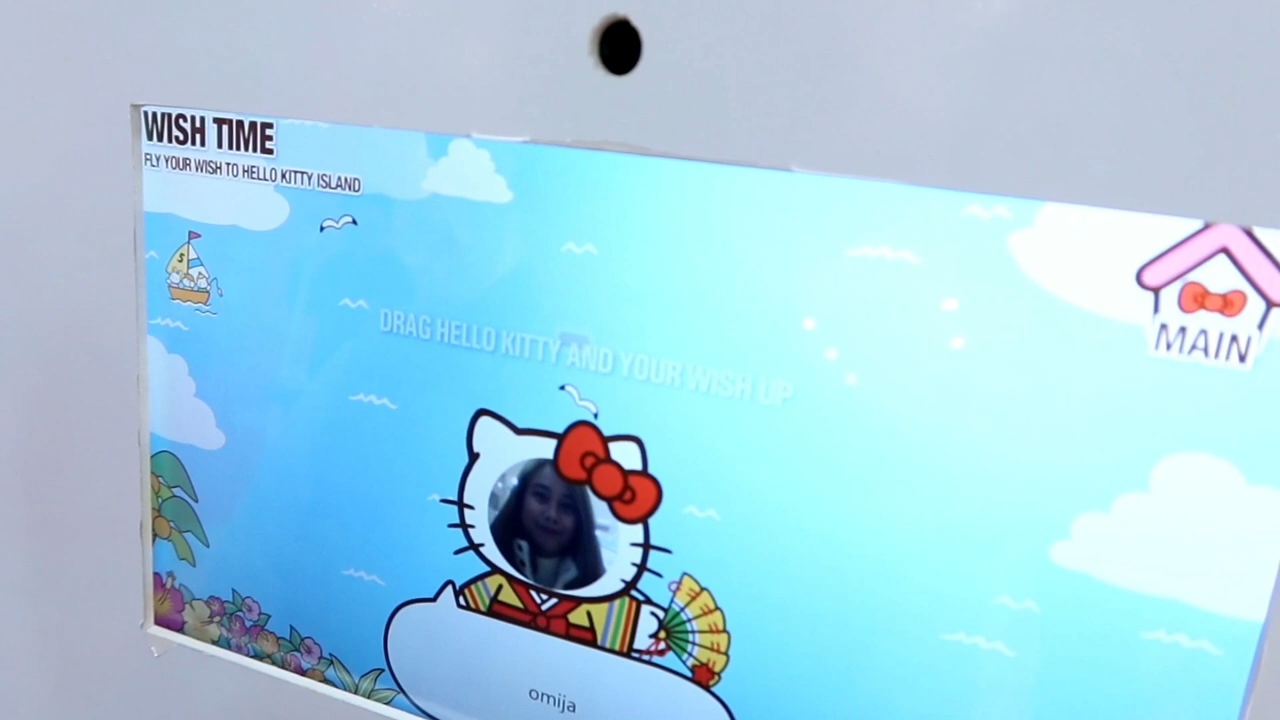 WISH TIME
FLY YOUR WISH TO HELLO KITTY ISLAND
DRAG HELLO KITTY AND YOUR WISH UP
MAIN
S
omija